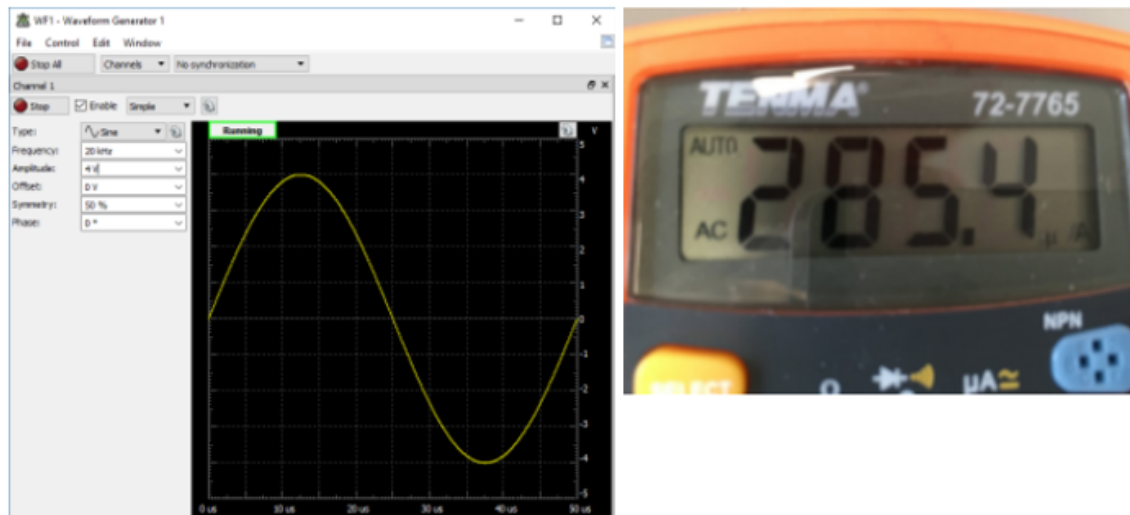 WF1 - Waveform Generator 1
File Control Edit Window
Stop All Channels No synchronization
Channel 1
Stop Enable Simple
Type: Sine
Frequency: 20 kHz
Amplitude: 4 V
Offset: 0 V
Symmetry: 50 %
Phase: 0 °
Running
V
5
4
3
2
1
0
-1
-2
-3
-4
-5
0 us 10 us 20 us 30 us 40 us 50 us
TENMA®
72-7765
AUTO
AC 285.4 µA
NPN
SELECT Ω µA